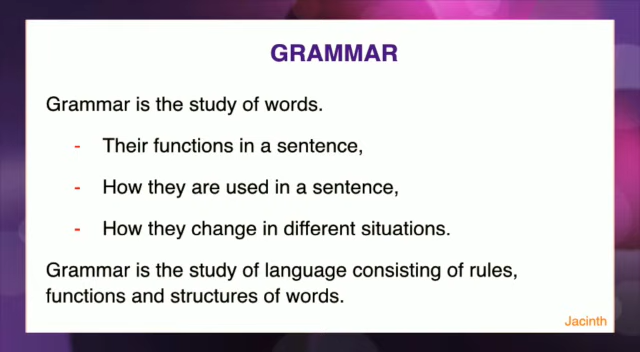 GRAMMAR
Grammar is the study of words.
- Their functions in a sentence,
- How they are used in a sentence,
- How they change in different situations.
Grammar is the study of language consisting of rules,
functions and structures of words.
Jacinth